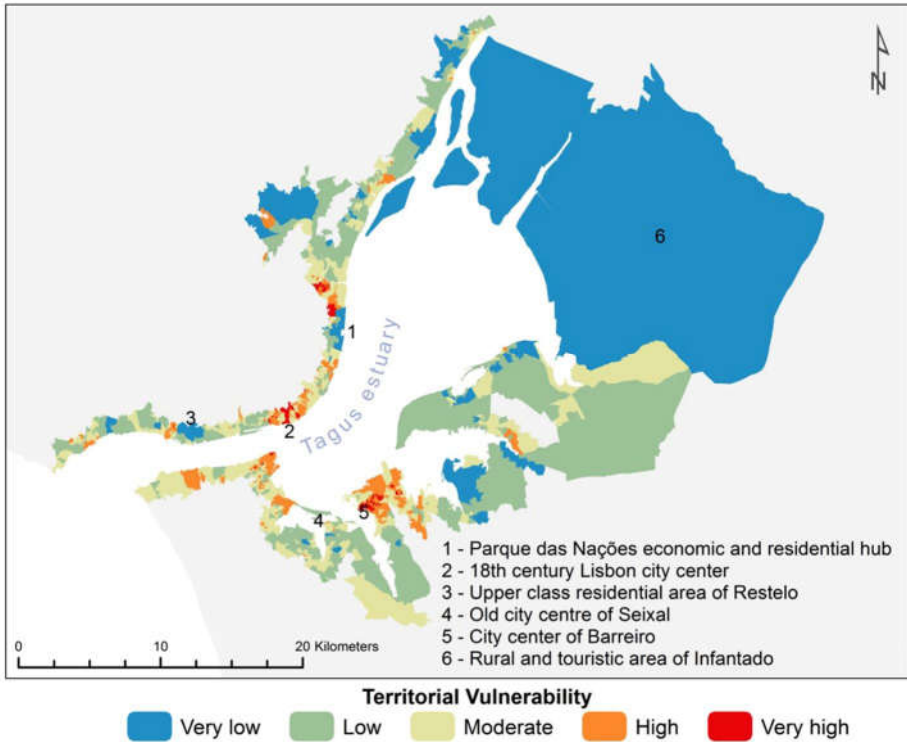 N
6
1
Tagus estuary
3
2
4
5
1 - Parque das Nações economic and residential hub
2 - 18th century Lisbon city center
3 - Upper class residential area of Restelo
4 - Old city centre of Seixal
5 - City center of Barreiro
6 - Rural and touristic area of Infantado
0 10 20 Kilometers
Territorial Vulnerability
Very low Low Moderate High Very high